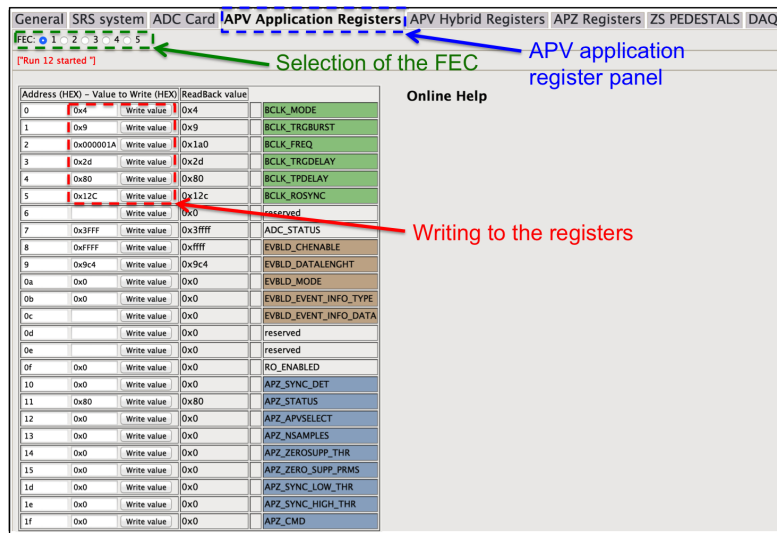 General SRS system ADC Card APV Application Registers APV Hybrid Registers APZ Registers ZS PEDESTALS DAQ
FEC: 1 2 3 4 5
["Run 12 started "]
Selection of the FEC
APV application
register panel
Online Help
Address (HEX) – Value to Write (HEX) ReadBack value
0 0x4 Write value 0x4 BCLK_MODE
1 0x9 Write value 0x9 BCLK_TRGBURST
2 0x000001A Write value 0x1a0 BCLK_FREQ
3 0x2d Write value 0x2d BCLK_TRGDELAY
4 0x80 Write value 0x80 BCLK_TPDELAY
5 0x12C Write value 0x12c BCLK_ROSYNC
6 Write value 0x0 reserved
7 0x3FFF Write value 0x3ffff ADC_STATUS
Writing to the registers
8 0xFFFF Write value 0xffff EVBLD_CHENABLE
9 0x9c4 Write value 0x9c4 EVBLD_DATALENGHT
0a 0x0 Write value 0x0 EVBLD_MODE
0b 0x0 Write value 0x0 EVBLD_EVENT_INFO_TYPE
0c Write value 0x0 EVBLD_EVENT_INFO_DATA
0d Write value 0x0 reserved
0e Write value 0x0 reserved
0f 0x0 Write value 0x0 RO_ENABLED
10 0x0 Write value 0x0 APZ_SYNC_DET
11 0x80 Write value 0x80 APZ_STATUS
12 0x0 Write value 0x0 APZ_APVSELECT
13 0x0 Write value 0x0 APZ_NSAMPLES
14 0x0 Write value 0x0 APZ_ZEROSUPP_THR
15 0x0 Write value 0x0 APZ_ZERO_SUPP_PRMS
1d 0x0 Write value 0x0 APZ_SYNC_LOW_THR
1e 0x0 Write value 0x0 APZ_SYNC_HIGH_THR
1f 0x0 Write value 0x0 APZ_CMD